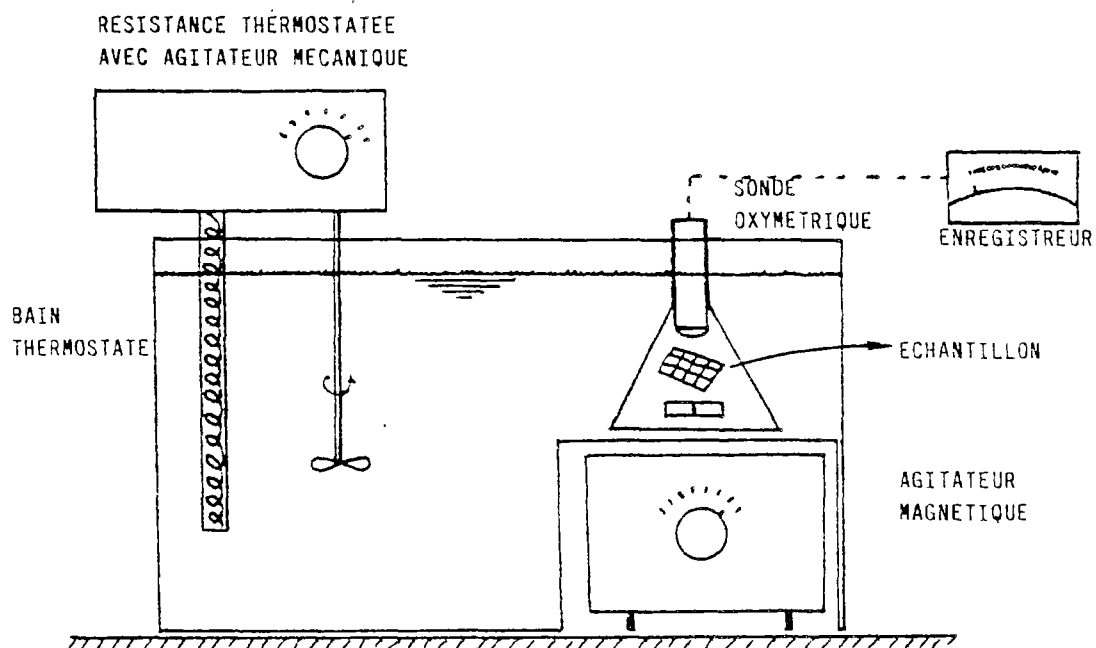 RESISTANCE THERMOSTATEE
AVEC AGITATEUR MECANIQUE
SONDE
OXYMETRIQUE
ENREGISTREUR
BAIN
THERMOSTATE
ECHANTILLON
AGITATEUR
MAGNETIQUE